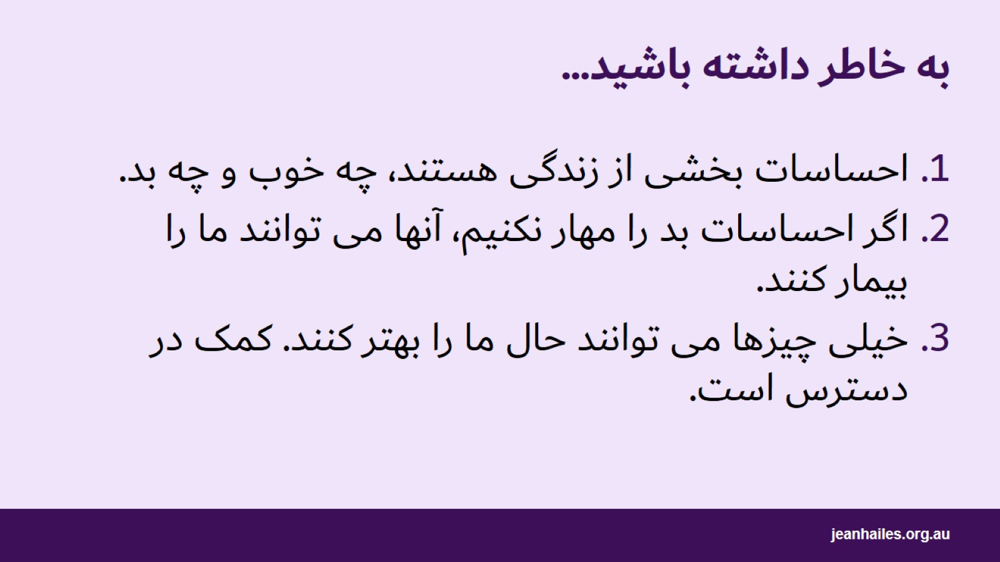 به خاطر داشته باشید...
1. احساسات بخشی از زندگی هستند، چه خوب و چه بد.
2. اگر احساسات بد را مهار نکنیم، آنها می توانند ما را
بیمار کنند.
3. خیلی چیزها می توانند حال ما را بهتر کنند. کمک در
دسترس است.
jeanhailes.org.au